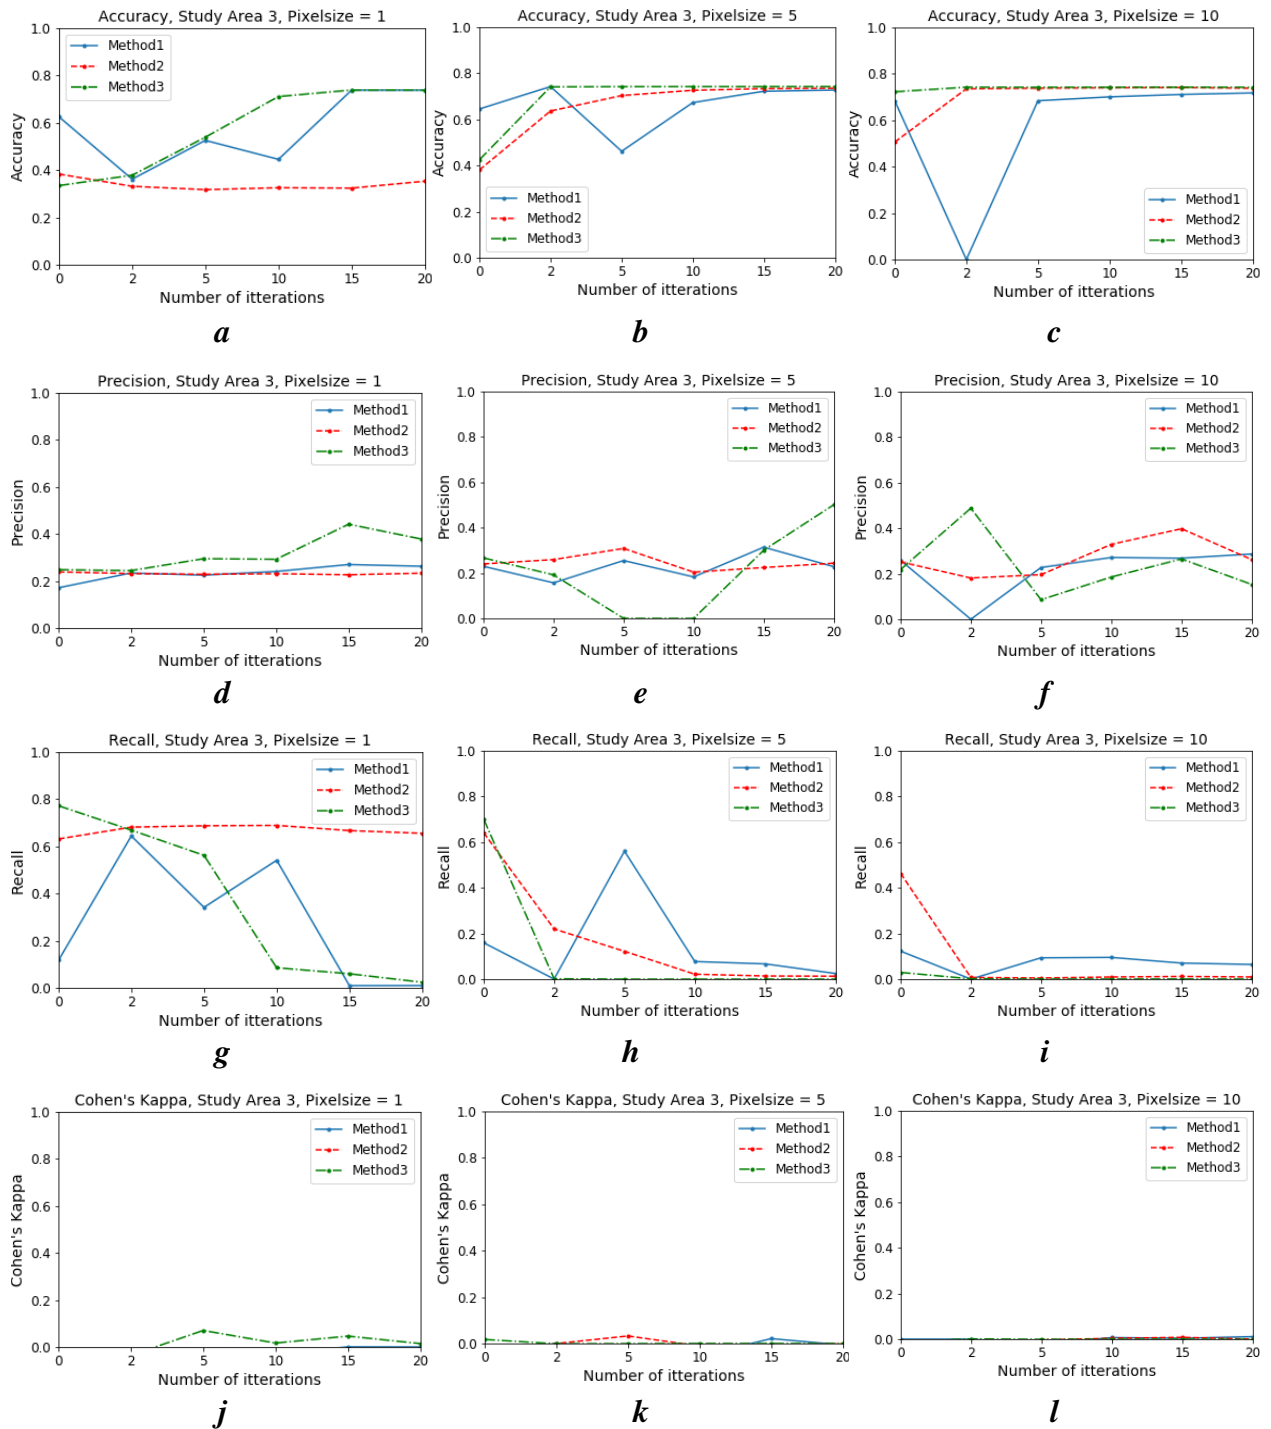 Accuracy, Study Area 3, Pixelsize = 1
1.0
0.8
0.6
0.4
0.2
0.0
Accuracy
Method1
Method2
Method3
0 2 5 10 15 20
Number of itterations
a
Accuracy, Study Area 3, Pixelsize = 5
1.0
0.8
0.6
0.4
0.2
0.0
Accuracy
Method1
Method2
Method3
0 2 5 10 15 20
Number of itterations
b
Accuracy, Study Area 3, Pixelsize = 10
1.0
0.8
0.6
0.4
0.2
0.0
Accuracy
Method1
Method2
Method3
0 2 5 10 15 20
Number of itterations
c
Precision, Study Area 3, Pixelsize = 1
1.0
0.8
0.6
0.4
0.2
0.0
Precision
Method1
Method2
Method3
0 2 5 10 15 20
Number of itterations
d
Precision, Study Area 3, Pixelsize = 5
1.0
0.8
0.6
0.4
0.2
0.0
Precision
Method1
Method2
Method3
0 2 5 10 15 20
Number of itterations
e
Precision, Study Area 3, Pixelsize = 10
1.0
0.8
0.6
0.4
0.2
0.0
Precision
Method1
Method2
Method3
0 2 5 10 15 20
Number of itterations
f
Recall, Study Area 3, Pixelsize = 1
1.0
0.8
0.6
0.4
0.2
0.0
Recall
Method1
Method2
Method3
0 2 5 10 15 20
Number of itterations
g
Recall, Study Area 3, Pixelsize = 5
1.0
0.8
0.6
0.4
0.2
0.0
Recall
Method1
Method2
Method3
0 2 5 10 15 20
Number of itterations
h
Recall, Study Area 3, Pixelsize = 10
1.0
0.8
0.6
0.4
0.2
0.0
Recall
Method1
Method2
Method3
0 2 5 10 15 20
Number of itterations
i
Cohen's Kappa, Study Area 3, Pixelsize = 1
1.0
0.8
0.6
0.4
0.2
0.0
Cohen's Kappa
Method1
Method2
Method3
0 2 5 10 15 20
Number of itterations
j
Cohen's Kappa, Study Area 3, Pixelsize = 5
1.0
0.8
0.6
0.4
0.2
0.0
Cohen's Kappa
Method1
Method2
Method3
0 2 5 10 15 20
Number of itterations
k
Cohen's Kappa, Study Area 3, Pixelsize = 10
1.0
0.8
0.6
0.4
0.2
0.0
Cohen's Kappa
Method1
Method2
Method3
0 2 5 10 15 20
Number of itterations
l